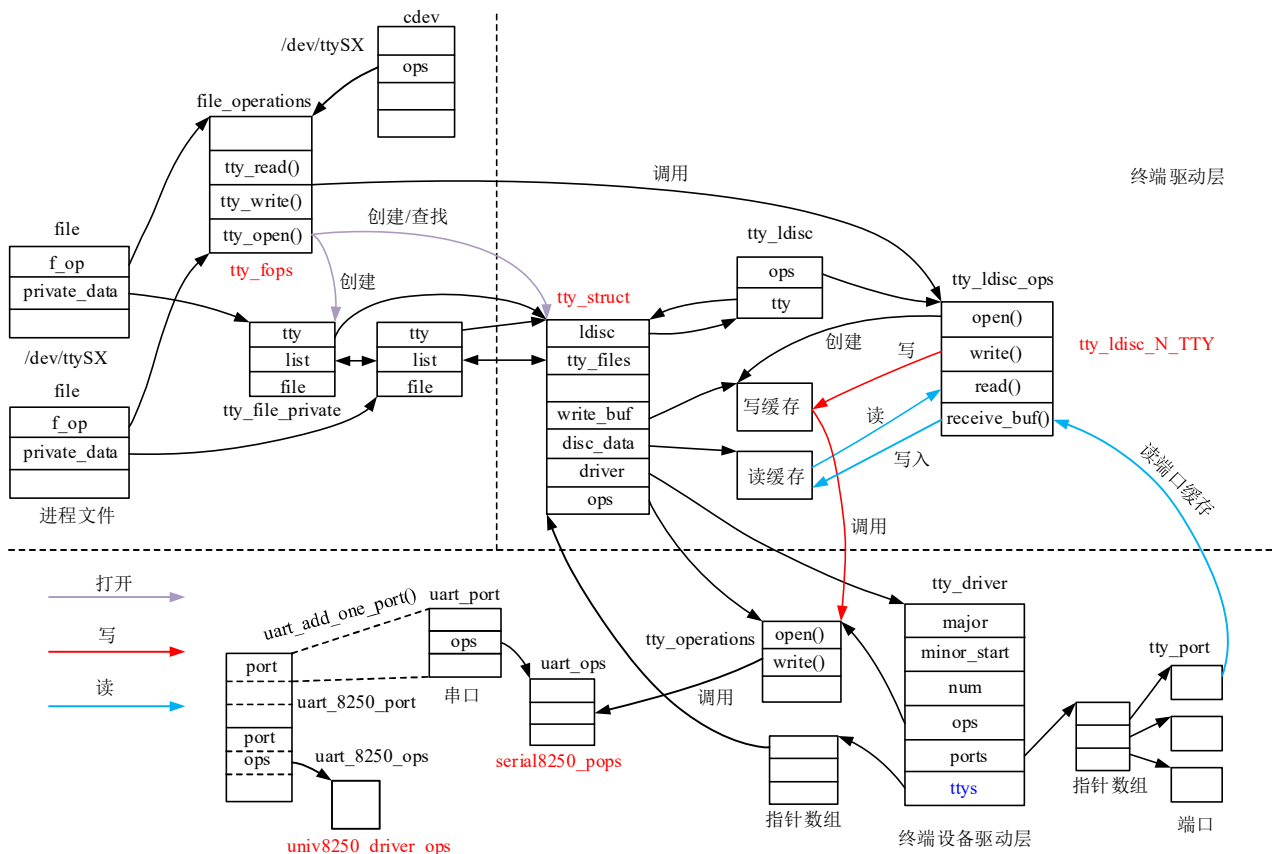 cdev
/dev/ttySX
ops
file_operations
tty_read()
tty_write()
tty_open()
tty_fops
调用
终端驱动层
创建/查找
创建
file
f_op
private_data
/dev/ttySX
file
f_op
private_data
进程文件
tty
list
file
tty_file_private
tty
list
file
tty_struct
ldisc
tty_files
write_buf
disc_data
driver
ops
tty_ldisc
ops
tty
tty_ldisc_ops
open()
write()
read()
receive_buf()
tty_ldisc_N_TTY
创建
写
写缓存
读
读缓存
写入
读端口缓存
调用
打开
写
读
uart_add_one_port()
port
uart_8250_port
port
ops
uart_8250_ops
univ8250_driver_ops
uart_port
ops
串口
uart_ops
serial8250_pops
tty_operations
open()
write()
调用
指针数组
tty_driver
major
minor_start
num
ops
ports
ttys
终端设备驱动层
指针数组
tty_port
端口